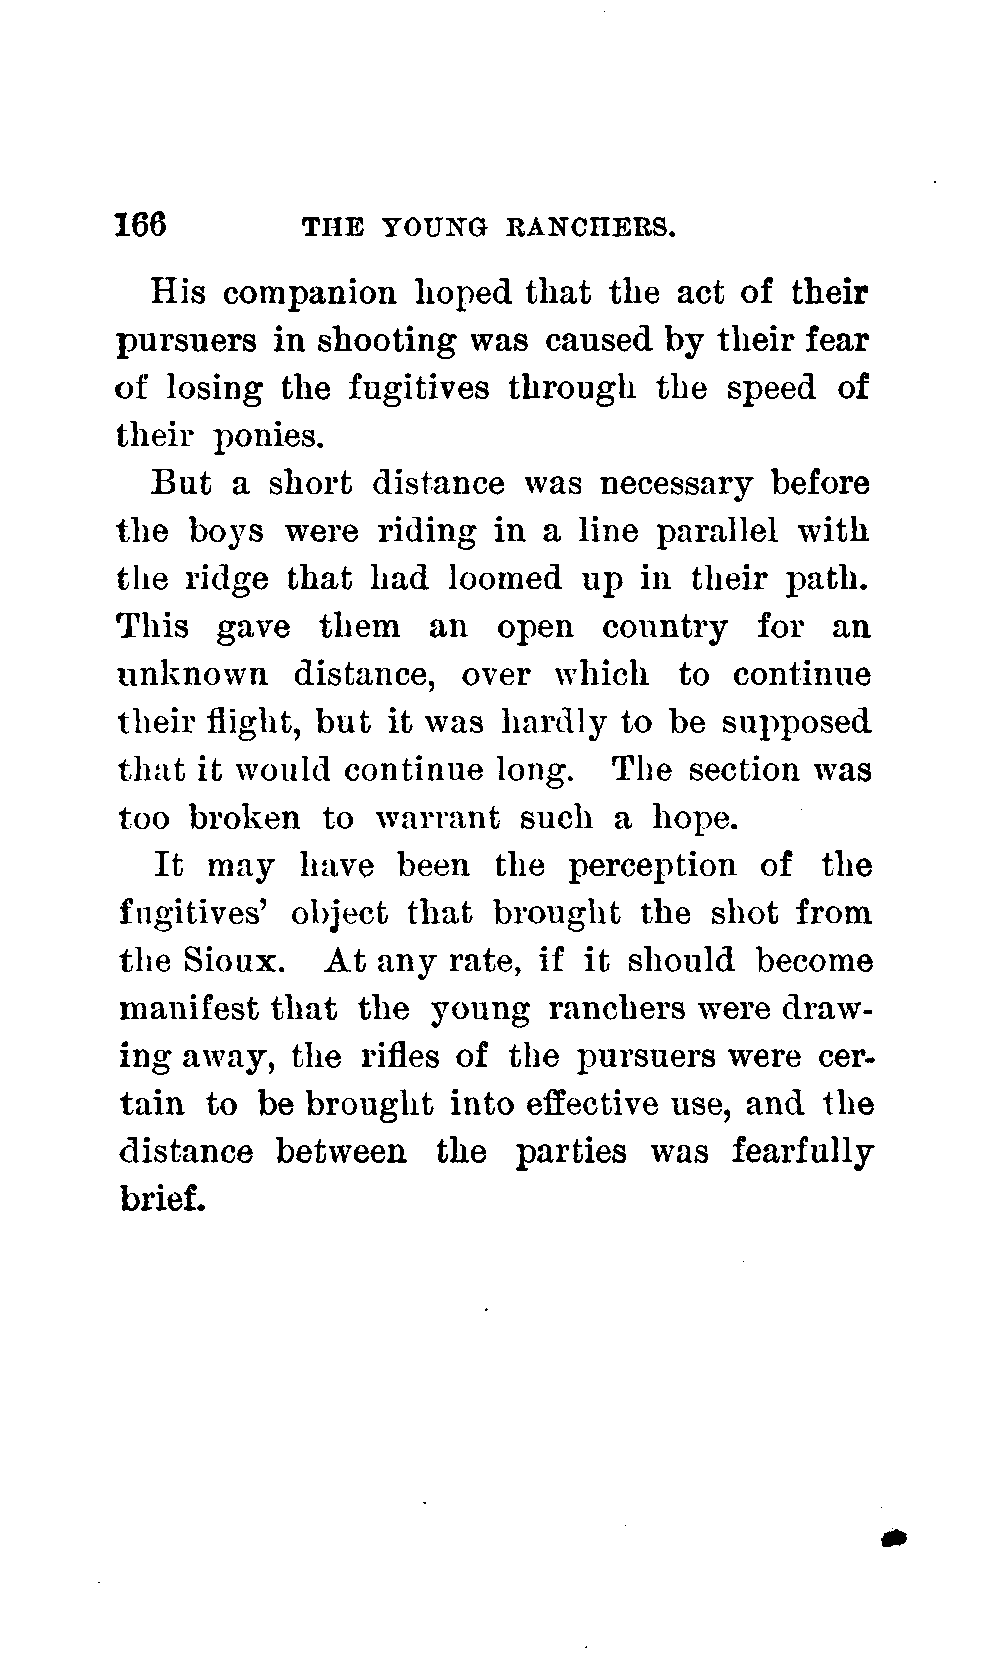 166 THE YOUNG RANCHERS.
His companion hoped that the act of their
pursuers in shooting was caused by their fear
of losing the fugitives through the speed of
their ponies.
But a short distance was necessary before
the boys were riding in a line parallel with
the ridge that had loomed up in their path.
This gave them an open country for an
unknown distance, over which to continue
their flight, but it was hardly to be supposed
that it would continue long. The section was
too broken to warrant such a hope.
It may have been the perception of the
fugitives' object that brought the shot from
the Sioux. At any rate, if it should become
manifest that the young ranchers were draw-
ing away, the rifles of the pursuers were cer-
tain to be brought into effective use, and the
distance between the parties was fearfully
brief.